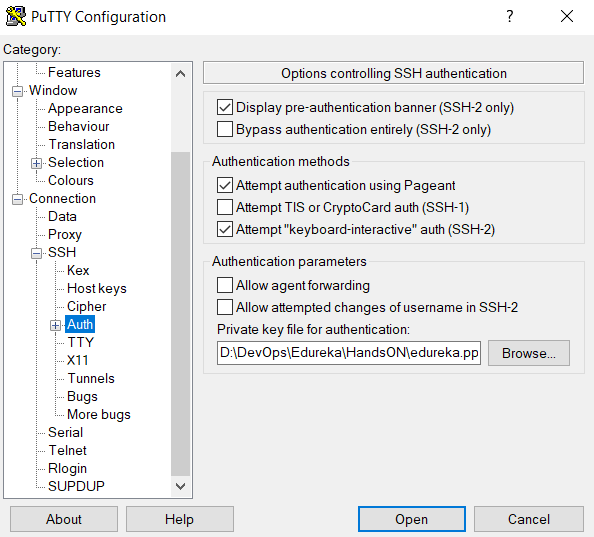 PuTTY Configuration
?
Category:
Features
Window
Appearance
Behaviour
Translation
Selection
Colours
Connection
Data
Proxy
SSH
Kex
Host keys
Cipher
Auth
TTY
X11
Tunnels
Bugs
More bugs
Serial
Telnet
Rlogin
SUPDUP
Options controlling SSH authentication
Display pre-authentication banner (SSH-2 only)
Bypass authentication entirely (SSH-2 only)
Authentication methods
Attempt authentication using Pageant
Attempt TIS or CryptoCard auth (SSH-1)
Attempt "keyboard-interactive" auth (SSH-2)
Authentication parameters
Allow agent forwarding
Allow attempted changes of username in SSH-2
Private key file for authentication:
D:\DevOps\Edureka\HandsON\edureka.pp
Browse...
About
Help
Open
Cancel